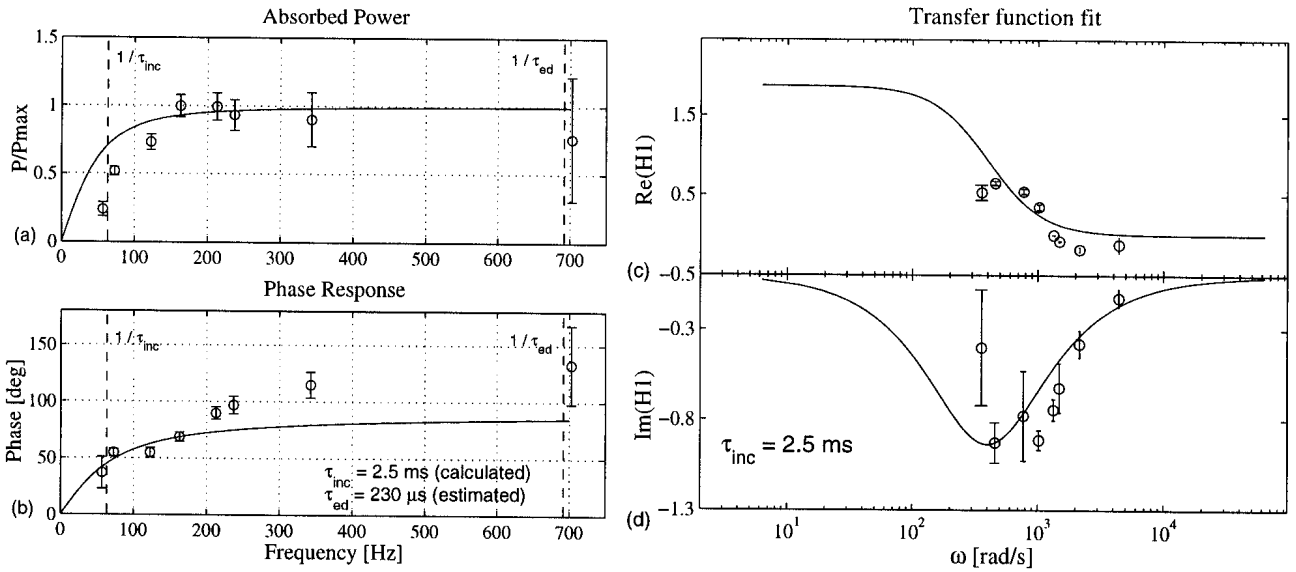 Absorbed Power
1.5
1
0.5
0
P/Pmax
1 / τinc
1 / τed
(a)
0 100 200 300 400 500 600 700
Phase Response
150
100
50
0
Phase [deg]
1 / τinc
1 / τed
τinc = 2.5 ms (calculated)
τed = 230 µs (estimated)
(b)
0 100 200 300 400 500 600 700
Frequency [Hz]
Transfer function fit
1.5
0.5
-0.5
Re(H1)
(c)
-0.3
-0.8
-1.3
Im(H1)
τinc = 2.5 ms
(d)
10^1 10^2 10^3 10^4
ω [rad/s]